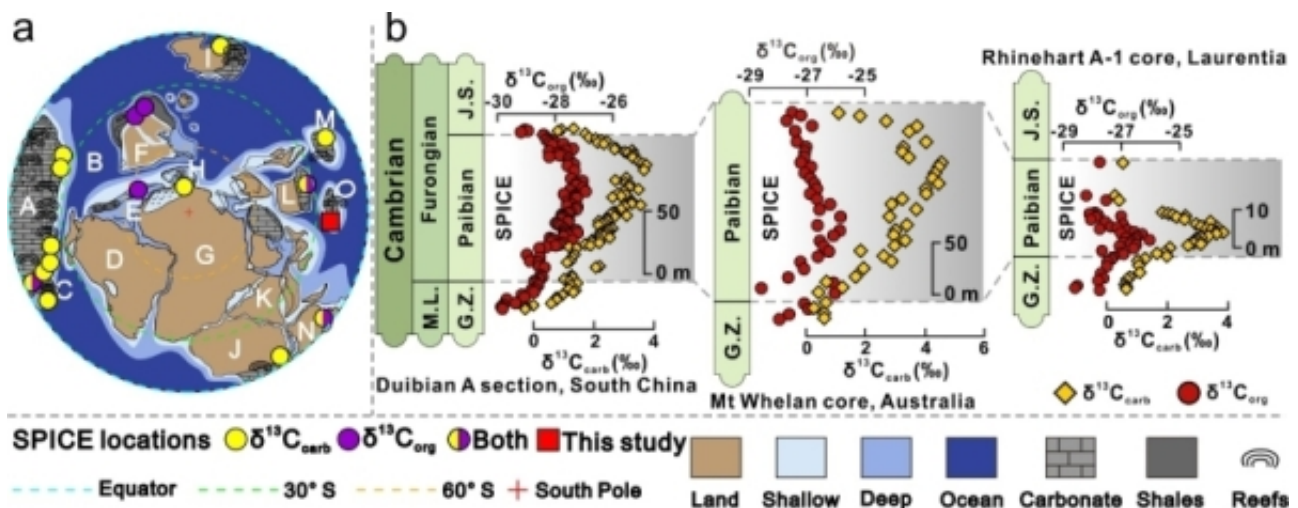 a
I
M
F
B
H
L
O
E
A
D
G
C
K
N
J
b
δ¹³Corg(‰)
-30 -28 -26
Cambrian
Furongian
M.L.
J.S.
Paibian
G.Z.
SPICE
50
0 m
0 2 4
δ¹³Ccarb(‰)
Duibian A section, South China
δ¹³Corg(‰)
-29 -27 -25
Paibian
G.Z.
SPICE
50
0 m
0 2 4 6
δ¹³Ccarb(‰)
Mt Whelan core, Australia
Rhinehart A-1 core, Laurentia
δ¹³Corg(‰)
-29 -27 -25
J.S.
Paibian
G.Z.
SPICE
10
0 m
0 2 4
δ¹³Ccarb(‰)
δ¹³Ccarb δ¹³Corg
SPICE locations δ¹³Ccarb δ¹³Corg Both This study
Equator 30° S 60° S South Pole
Land Shallow Deep Ocean Carbonate Shales Reefs